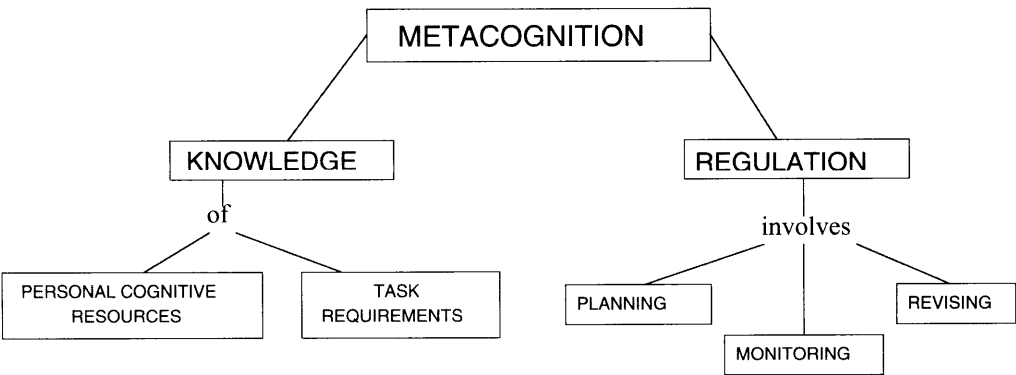 METACOGNITION
KNOWLEDGE
REGULATION
of
involves
PERSONAL COGNITIVE
RESOURCES
TASK
REQUIREMENTS
PLANNING
MONITORING
REVISING